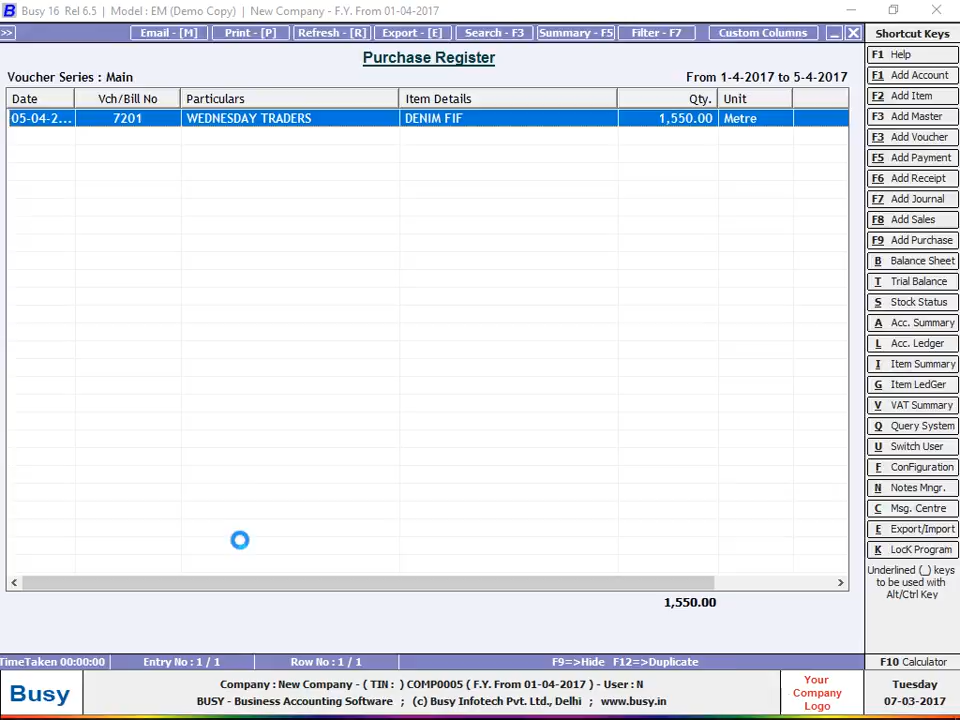 Busy 16 Rel 6.5 | Model : EM (Demo Copy) | New Company - F.Y. From 01-04-2017
>> Email - [M] Print - [P] Refresh - [R] Export - [E] Search - F3 Summary - F5 Filter - F7 Custom Columns
Purchase Register
Voucher Series : Main From 1-4-2017 to 5-4-2017
Date Vch/Bill No Particulars Item Details Qty. Unit
05-04-2... 7201 WEDNESDAY TRADERS DENIM FIF 1,550.00 Metre
1,550.00
TimeTaken 00:00:00 Entry No : 1 / 1 Row No : 1 / 1 F9=>Hide F12=>Duplicate
Busy
Company : New Company - ( TIN : ) COMP0005 ( F.Y. From 01-04-2017 ) - User : N
BUSY - Business Accounting Software ; (c) Busy Infotech Pvt. Ltd., Delhi ; www.busy.in
Your
Company
Logo
Shortcut Keys
F1 Help
F1 Add Account
F2 Add Item
F3 Add Master
F3 Add Voucher
F5 Add Payment
F6 Add Receipt
F7 Add Journal
F8 Add Sales
F9 Add Purchase
B Balance Sheet
T Trial Balance
S Stock Status
A Acc. Summary
L Acc. Ledger
I Item Summary
G Item LedGer
V VAT Summary
Q Query System
U Switch User
F ConFiguration
N Notes Mngr.
C Msg. Centre
E Export/Import
K LocK Program
Underlined (_) keys
to be used with
Alt/Ctrl Key
F10 Calculator
Tuesday
07-03-2017